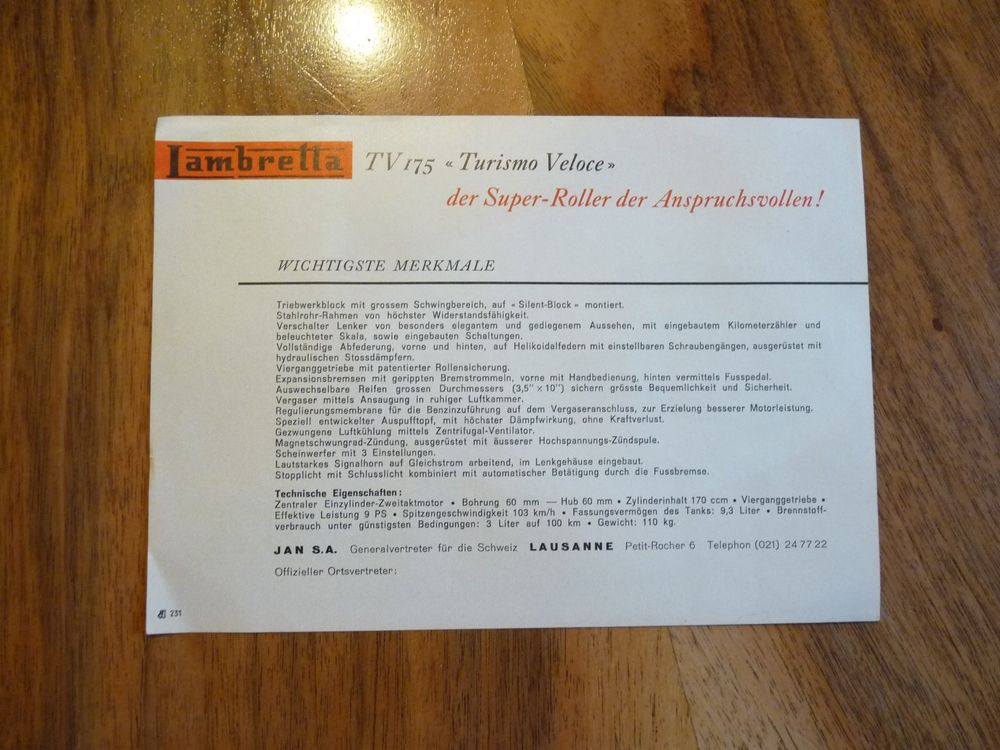 Lambretta TV 175 « Turismo Veloce »
der Super-Roller der Anspruchsvollen!
WICHTIGSTE MERKMALE
Triebwerkblock mit grossem Schwingbereich, auf « Silent-Block » montiert.
Stahlrohr-Rahmen von höchster Widerstandsfähigkeit.
Verschalter Lenker von besonders elegantem und gediegenem Aussehen, mit eingebautem Kilometerzähler und
beleuchteter Skala, sowie eingebauten Schaltungen.
Vollständige Abfederung, vorne und hinten, auf Helikoidalfedern mit einstellbaren Schraubengängen, ausgerüstet mit
hydraulischen Stossdämpfern.
Vierganggetriebe mit patentierter Rollensicherung.
Expansionsbremsen mit gerippten Bremstrommeln, vorne mit Handbedienung, hinten vermittels Fusspedal.
Auswechselbare Reifen grossen Durchmessers (3,5" × 10") sichern grösste Bequemlichkeit und Sicherheit.
Vergaser mittels Ansaugung in ruhiger Luftkammer.
Regulierungsmembrane für die Benzinzuführung auf dem Vergaseranschluss, zur Erzielung besserer Motorleistung.
Speziell entwickelter Auspufftopf, mit höchster Dämpfwirkung, ohne Kraftverlust.
Gezwungene Luftkühlung mittels Zentrifugal-Ventilator.
Magnetschwungrad-Zündung, ausgerüstet mit äusserer Hochspannungs-Zündspule.
Scheinwerfer mit 3 Einstellungen.
Lautstarkes Signalhorn auf Gleichstrom arbeitend, im Lenkgehäuse eingebaut.
Stopplicht mit Schlusslicht kombiniert mit automatischer Betätigung durch die Fussbremse.
Technische Eigenschaften:
Zentraler Einzylinder-Zweitaktmotor • Bohrung 60 mm — Hub 60 mm • Zylinderinhalt 170 ccm • Vierganggetriebe •
Effektive Leistung 9 PS • Spitzengeschwindigkeit 103 km/h • Fassungsvermögen des Tanks: 9,3 Liter • Brennstoff-
verbrauch unter günstigsten Bedingungen: 3 Liter auf 100 km • Gewicht: 110 kg.
JAN S.A. Generalvertreter für die Schweiz LAUSANNE Petit-Rocher 6 Telephon (021) 24 77 22
Offizieller Ortsvertreter:
231